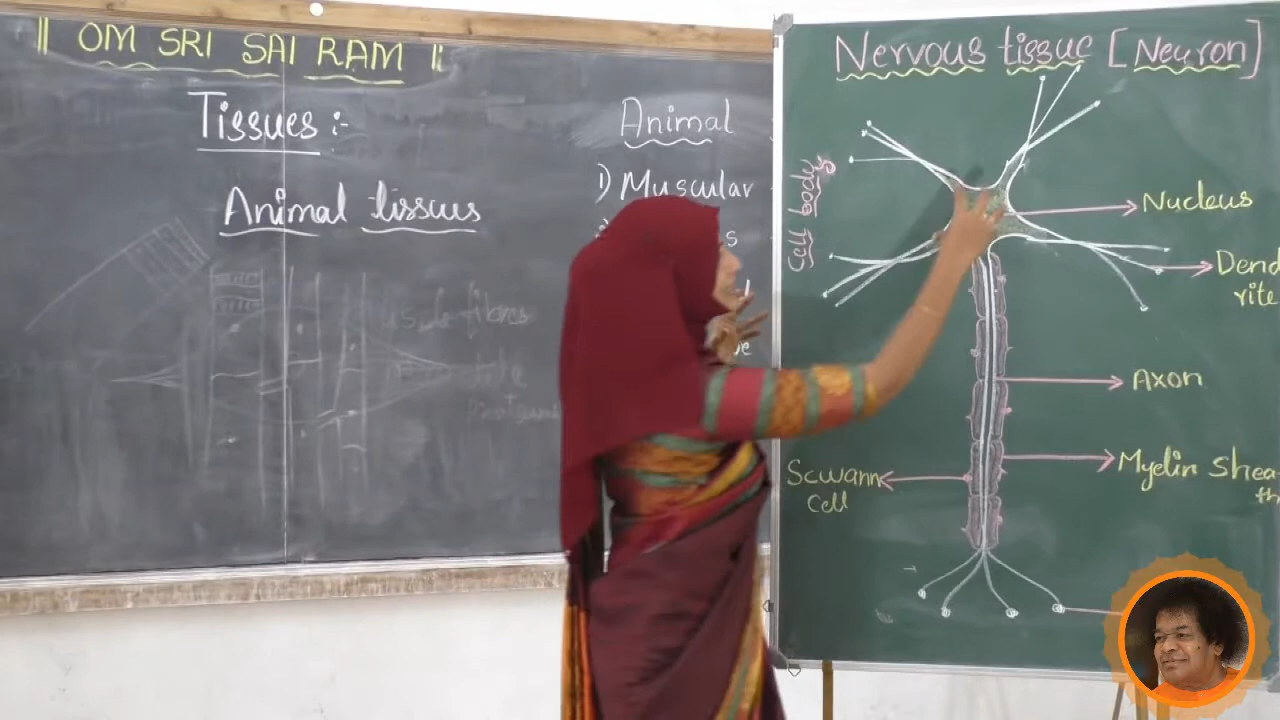 || OM SRI SAI RAM ||
Tissues :-
Animal tissues
Animal
1) Muscular
Nervous tissue [Neuron]
Cell body
Nucleus
Dend
rite
Axon
Myelin Shea
th
Scwann
Cell